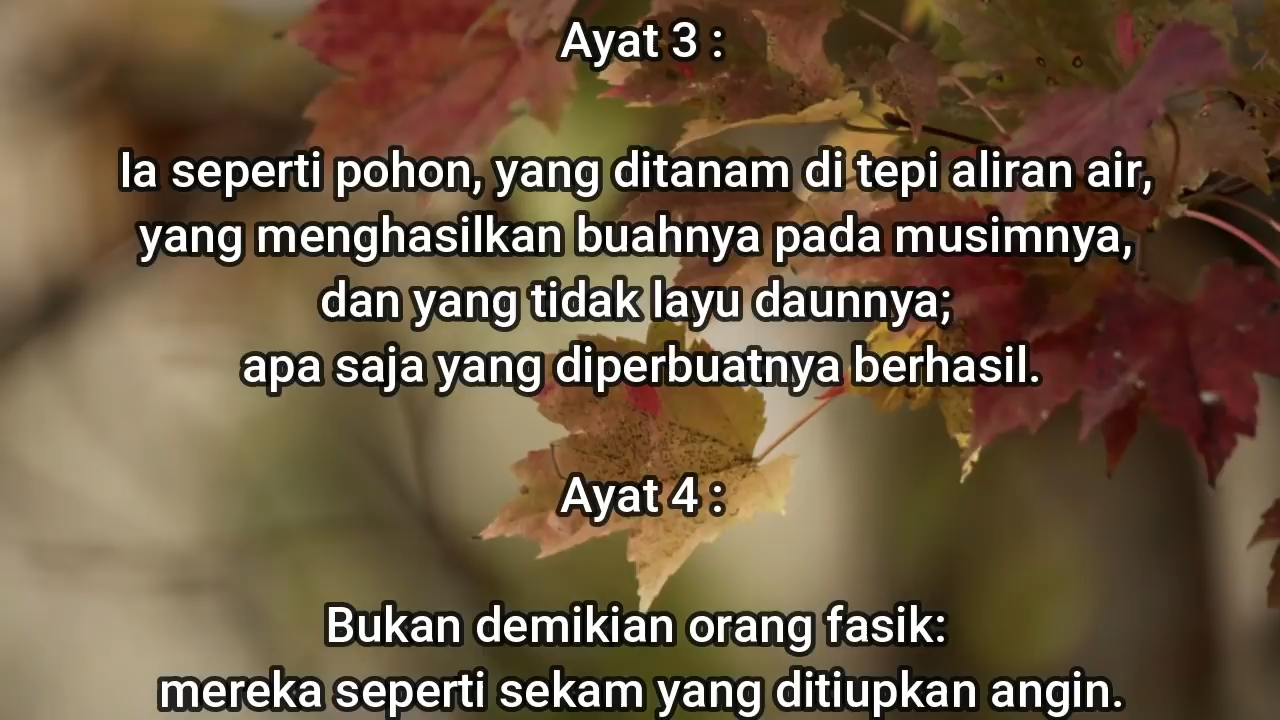 Ayat 3 :
Ia seperti pohon, yang ditanam di tepi aliran air,
yang menghasilkan buahnya pada musimnya,
dan yang tidak layu daunnya;
apa saja yang diperbuatnya berhasil.
Ayat 4 :
Bukan demikian orang fasik:
mereka seperti sekam yang ditiupkan angin.